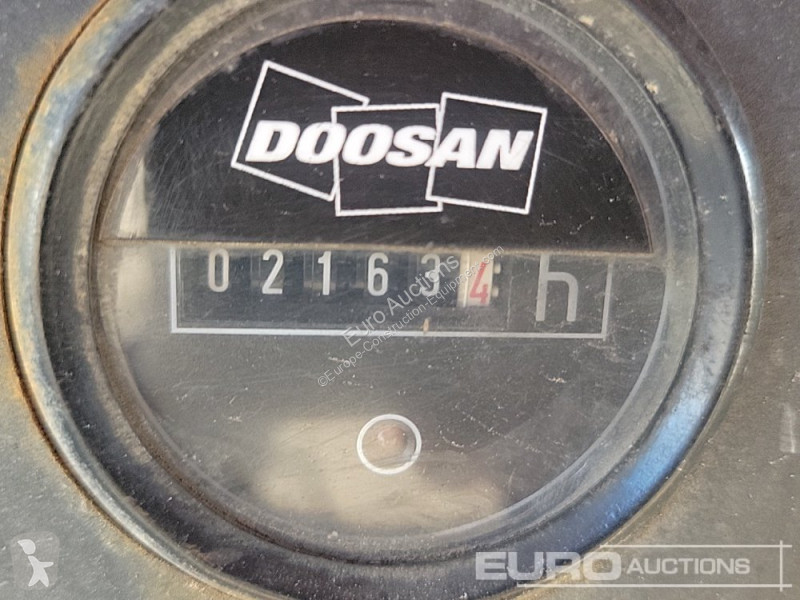 DOOSAN
021634 h
Euro Auctions
©Europe-Construction-Equipment.com
EURO AUCTIONS